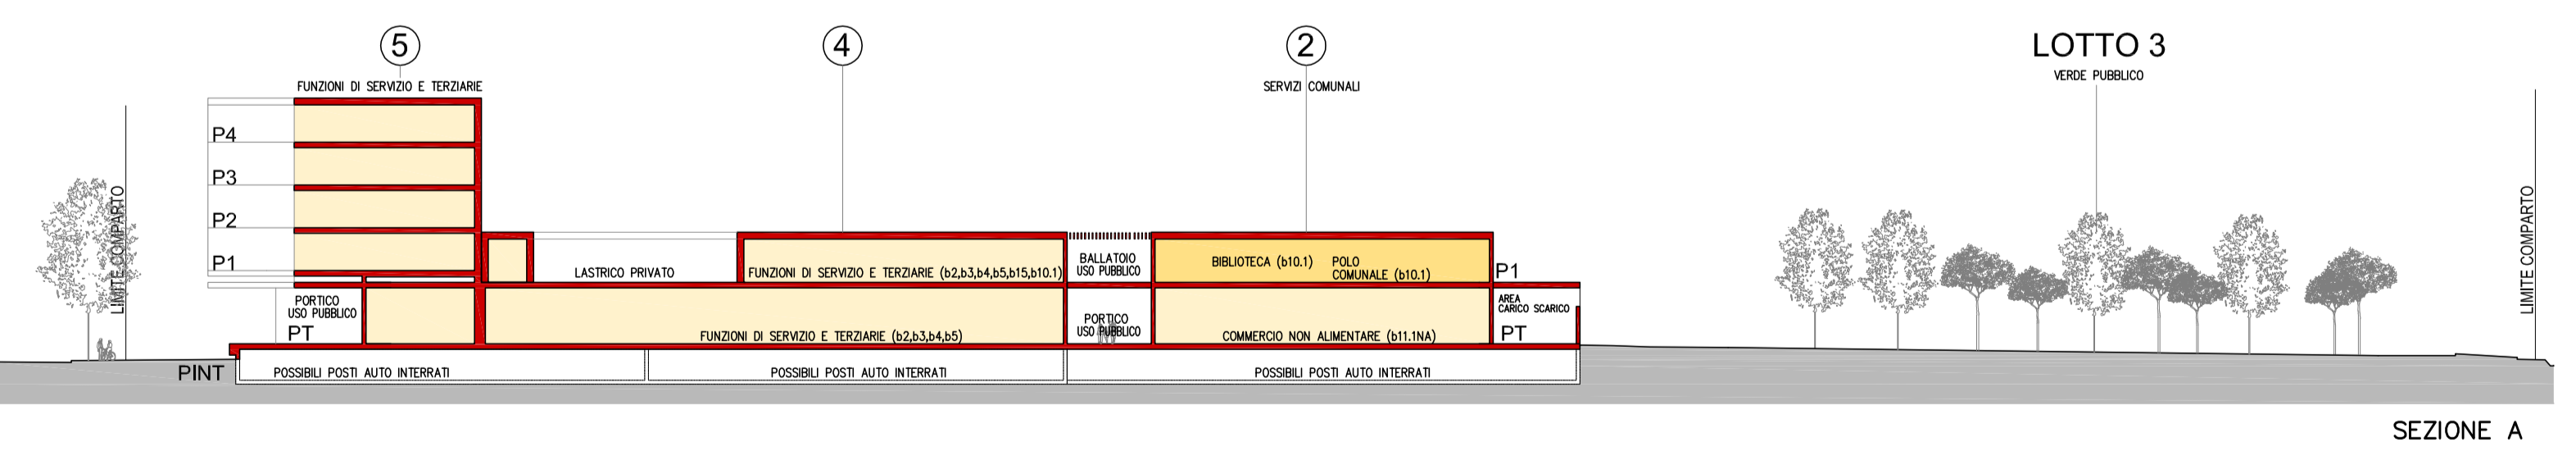 5
4
2
LOTTO 3
FUNZIONI DI SERVIZIO E TERZIARIE
SERVIZI COMUNALI
VERDE PUBBLICO
LIMITE COMPARTO
P4
P3
P2
P1
LASTRICO PRIVATO
FUNZIONI DI SERVIZIO E TERZIARIE (b2,b3,b4,b5,b15,b10.1)
BALLATOIO
USO PUBBLICO
BIBLIOTECA (b10.1)
POLO
COMUNALE (b10.1)
P1
LIMITE COMPARTO
PORTICO
USO PUBBLICO
PT
FUNZIONI DI SERVIZIO E TERZIARIE (b2,b3,b4,b5)
PORTICO
USO PUBBLICO
COMMERCIO NON ALIMENTARE (b11.1NA)
AREA
CARICO SCARICO
PT
PINT
POSSIBILI POSTI AUTO INTERRATI
POSSIBILI POSTI AUTO INTERRATI
POSSIBILI POSTI AUTO INTERRATI
SEZIONE A